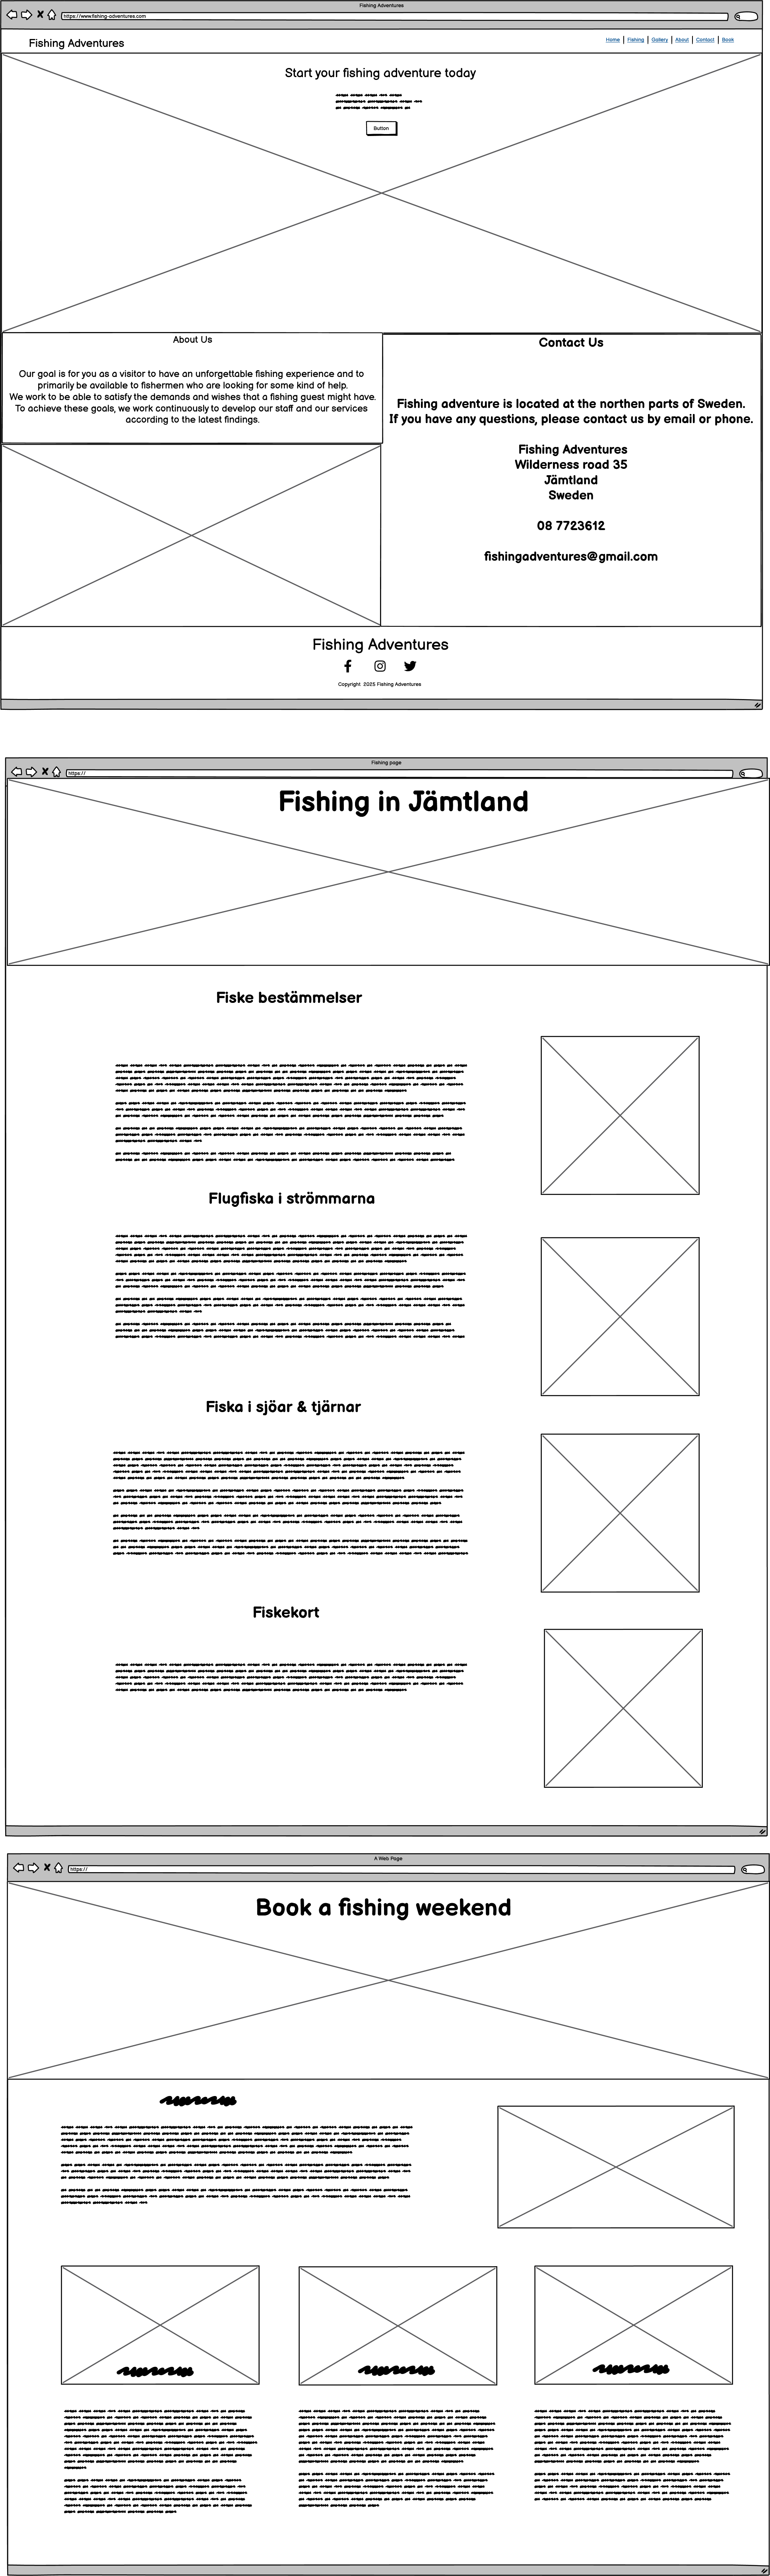 Fishing Adventures
https://www.fishing-adventures.com
Fishing Adventures
Home | Fishing | Gallery | About | Contact | Book
Start your fishing adventure today
Button
About Us
Our goal is for you as a visitor to have an unforgettable fishing experience and to
primarily be available to fishermen who are looking for some kind of help.
We work to be able to satisfy the demands and wishes that a fishing guest might have.
To achieve these goals, we work continuously to develop our staff and our services
according to the latest findings.
Contact Us
Fishing adventure is located at the northen parts of Sweden.
If you have any questions, please contact us by email or phone.
Fishing Adventures
Wilderness road 35
Jämtland
Sweden
08 7723612
fishingadventures@gmail.com
Fishing Adventures
Copyright 2025 Fishing Adventures
Fishing page
https://
Fishing in Jämtland
Fiske bestämmelser
Flugfiska i strömmarna
Fiska i sjöar & tjärnar
Fiskekort
A Web Page
https://
Book a fishing weekend